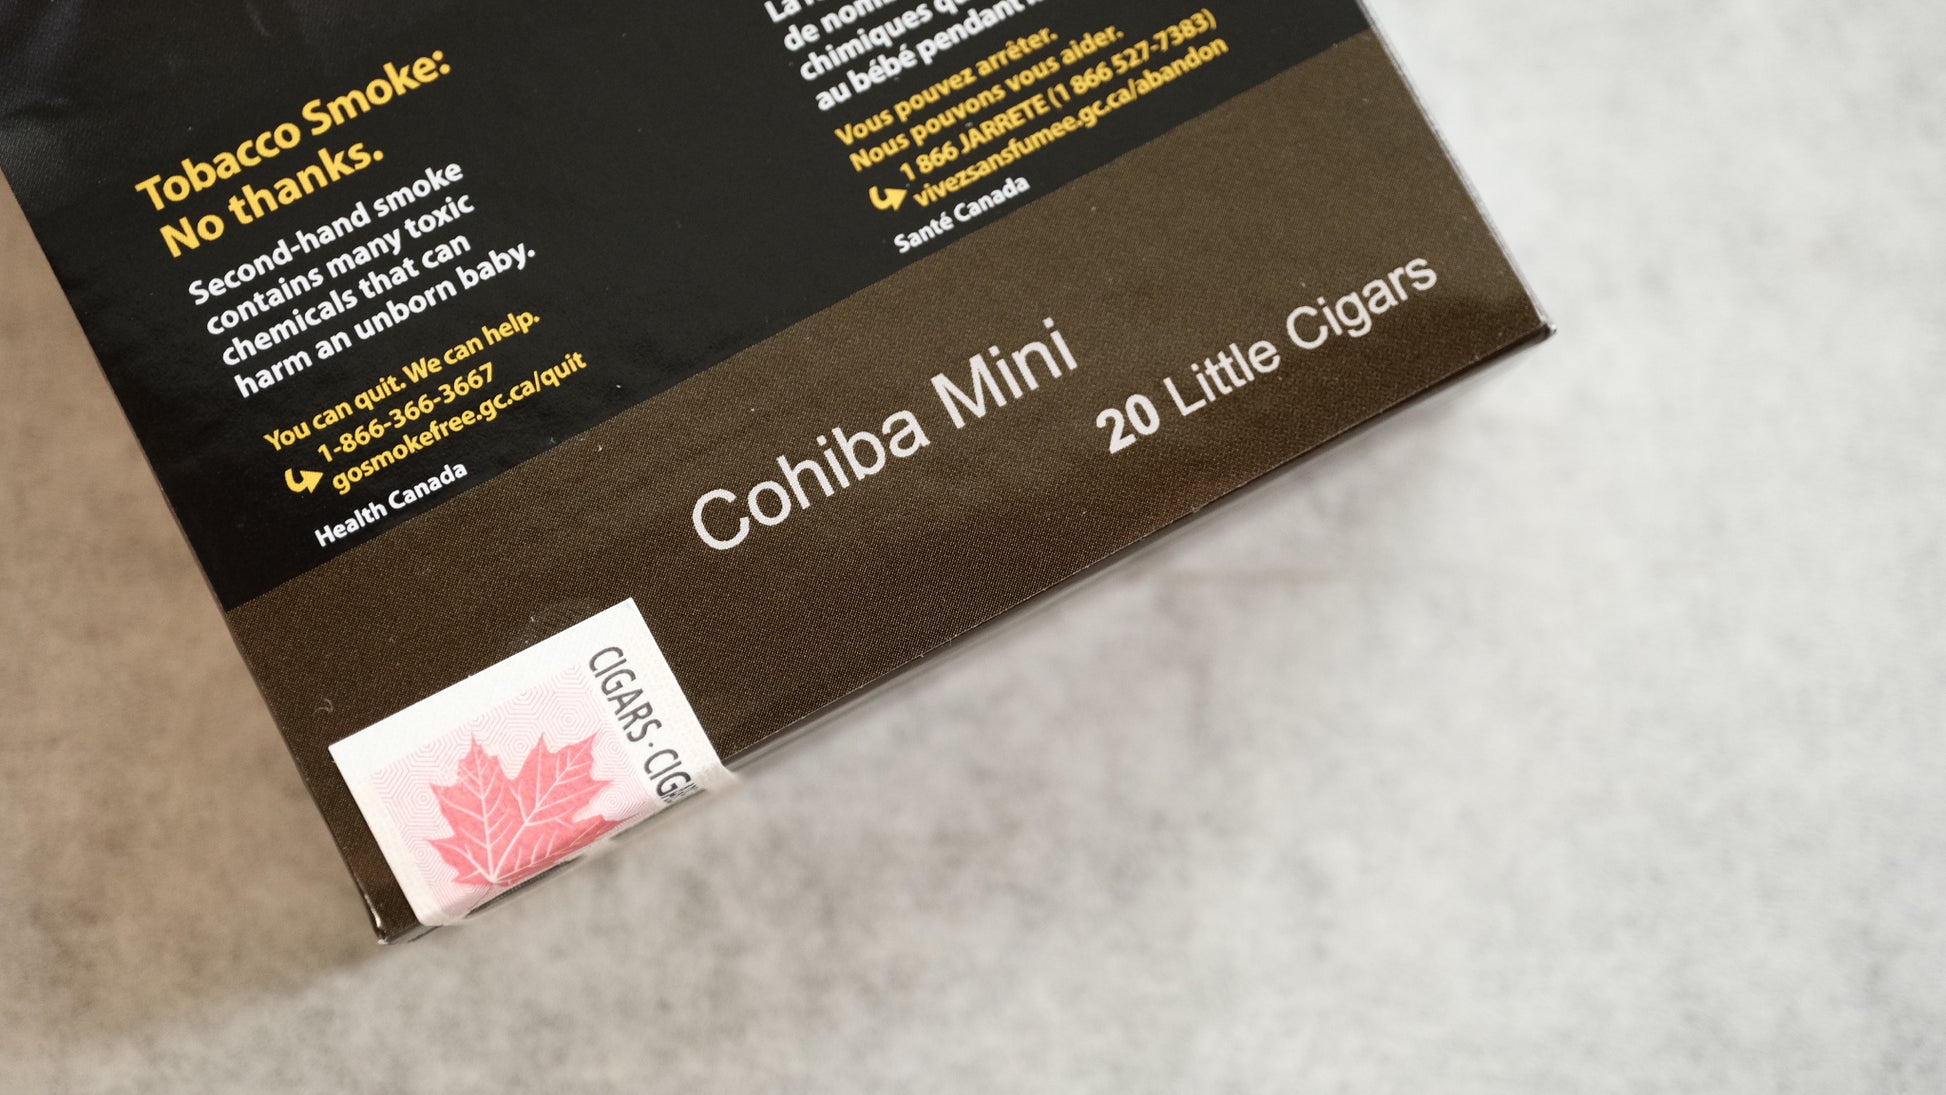 Tobacco Smoke:
No thanks.
Second-hand smoke
contains many toxic
chemicals that can
harm an unborn baby.
You can quit. We can help.
1-866-366-3667
gosmokefree.gc.ca/quit
Health Canada
La
de
chimiques
au bébé pendant
Vous pouvez arrêter.
Nous pouvons vous aider.
1 866 JARRETE (1 866 527-7383)
vivezsansfumee.gc.ca/abandon
Santé Canada
Cohiba Mini
20 Little Cigars
CIGARS · CIG